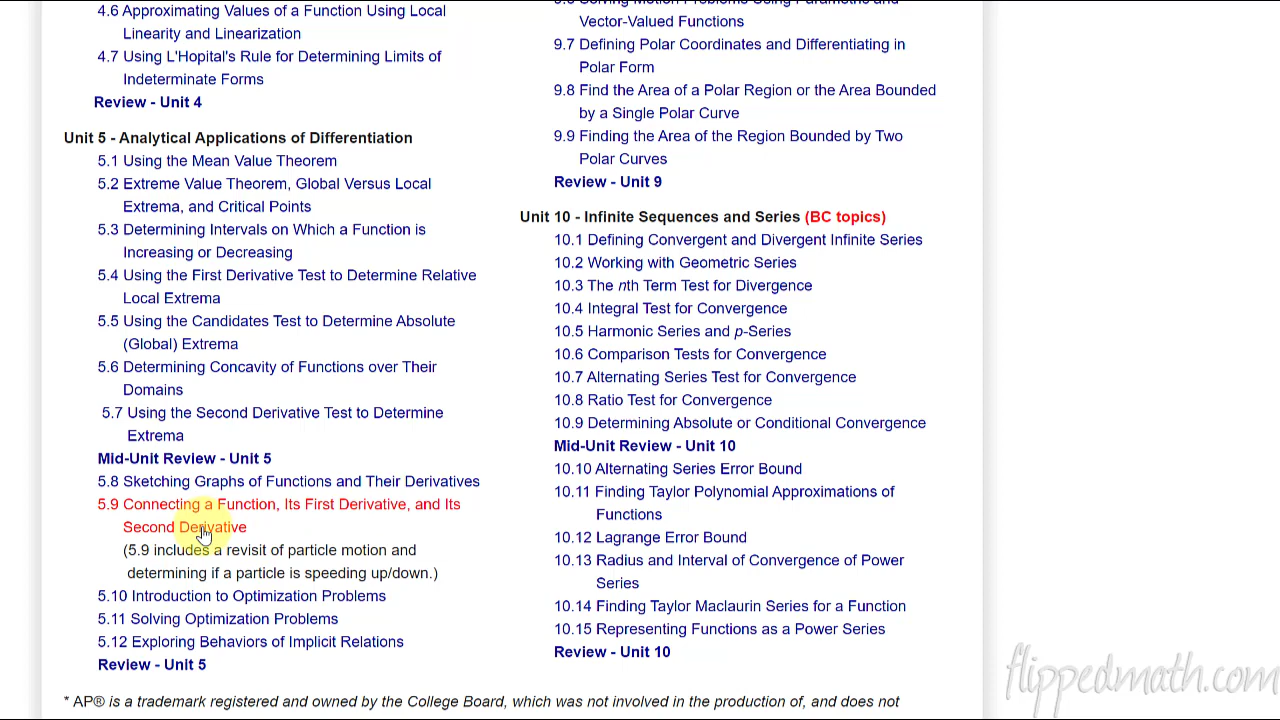 4.6 Approximating Values of a Function Using Local
Linearity and Linearization
4.7 Using L'Hopital's Rule for Determining Limits of
Indeterminate Forms
Review - Unit 4
Unit 5 - Analytical Applications of Differentiation
5.1 Using the Mean Value Theorem
5.2 Extreme Value Theorem, Global Versus Local
Extrema, and Critical Points
5.3 Determining Intervals on Which a Function is
Increasing or Decreasing
5.4 Using the First Derivative Test to Determine Relative
Local Extrema
5.5 Using the Candidates Test to Determine Absolute
(Global) Extrema
5.6 Determining Concavity of Functions over Their
Domains
5.7 Using the Second Derivative Test to Determine
Extrema
Mid-Unit Review - Unit 5
5.8 Sketching Graphs of Functions and Their Derivatives
5.9 Connecting a Function, Its First Derivative, and Its
Second Derivative
(5.9 includes a revisit of particle motion and
determining if a particle is speeding up/down.)
5.10 Introduction to Optimization Problems
5.11 Solving Optimization Problems
5.12 Exploring Behaviors of Implicit Relations
Review - Unit 5
Vector-Valued Functions
9.7 Defining Polar Coordinates and Differentiating in
Polar Form
9.8 Find the Area of a Polar Region or the Area Bounded
by a Single Polar Curve
9.9 Finding the Area of the Region Bounded by Two
Polar Curves
Review - Unit 9
Unit 10 - Infinite Sequences and Series (BC topics)
10.1 Defining Convergent and Divergent Infinite Series
10.2 Working with Geometric Series
10.3 The nth Term Test for Divergence
10.4 Integral Test for Convergence
10.5 Harmonic Series and p-Series
10.6 Comparison Tests for Convergence
10.7 Alternating Series Test for Convergence
10.8 Ratio Test for Convergence
10.9 Determining Absolute or Conditional Convergence
Mid-Unit Review - Unit 10
10.10 Alternating Series Error Bound
10.11 Finding Taylor Polynomial Approximations of
Functions
10.12 Lagrange Error Bound
10.13 Radius and Interval of Convergence of Power
Series
10.14 Finding Taylor Maclaurin Series for a Function
10.15 Representing Functions as a Power Series
Review - Unit 10
* AP® is a trademark registered and owned by the College Board, which was not involved in the production of, and does not
flippedmath.com